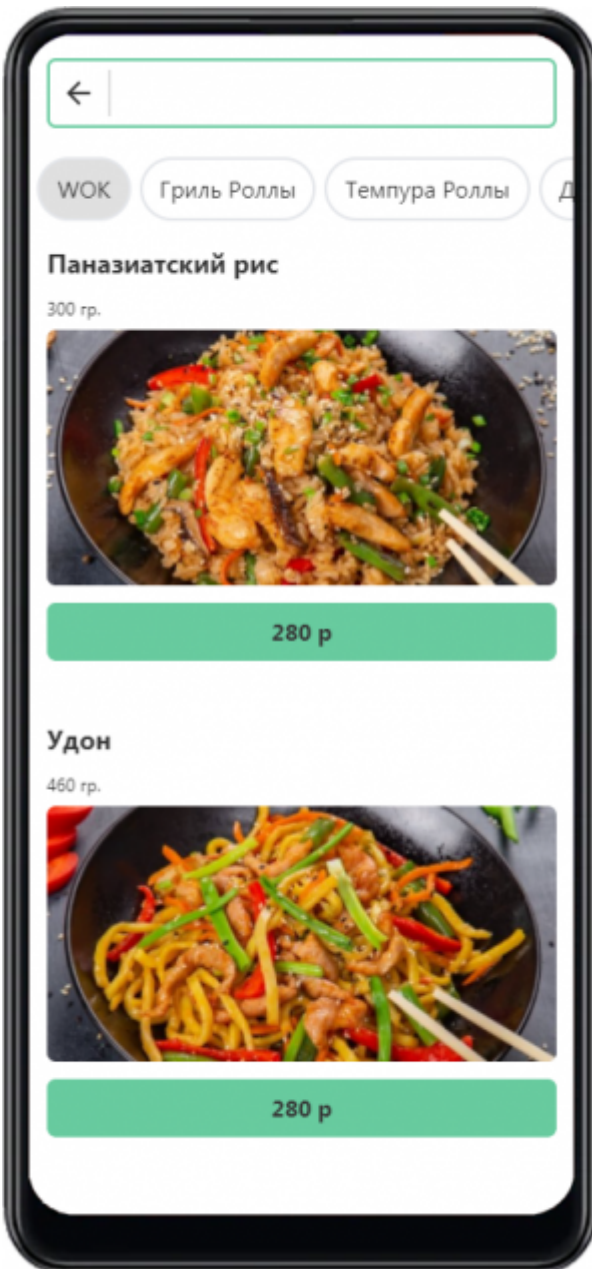 WOK
Гриль Роллы
Темпура Роллы
Паназиатский рис
300 гр.
280 р
Удон
460 гр.
280 р